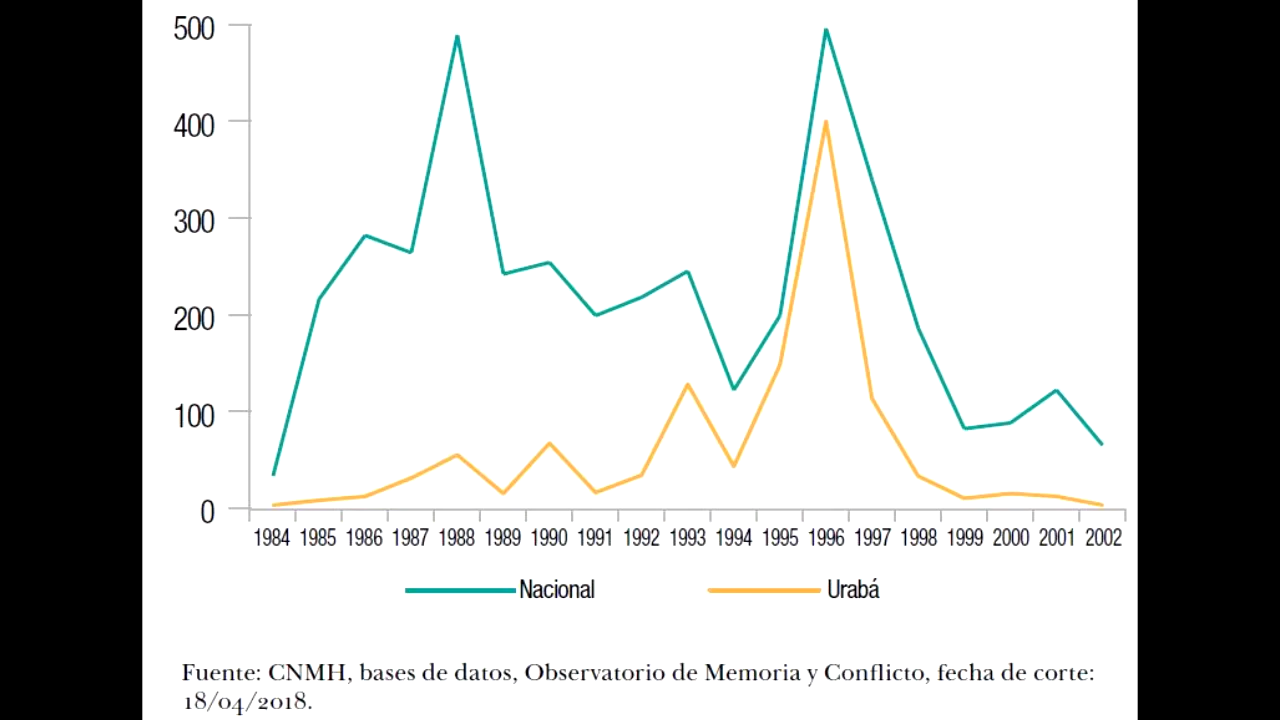 500
400
300
200
100
0
1984 1985 1986 1987 1988 1989 1990 1991 1992 1993 1994 1995 1996 1997 1998 1999 2000 2001 2002
Nacional Urabá
Fuente: CNMH, bases de datos, Observatorio de Memoria y Conflicto, fecha de corte:
18/04/2018.